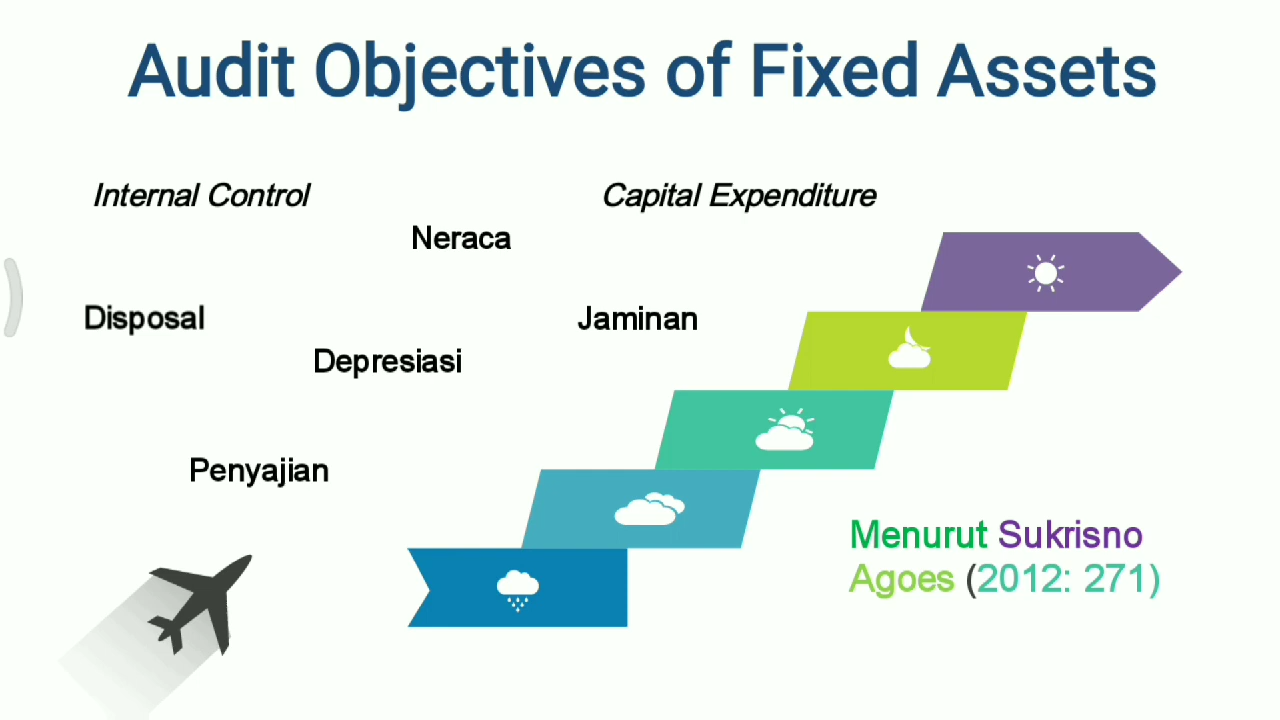 Audit Objectives of Fixed Assets
Internal Control
Capital Expenditure
Neraca
Disposal
Jaminan
Depresiasi
Penyajian
Menurut Sukrisno
Agoes (2012: 271)